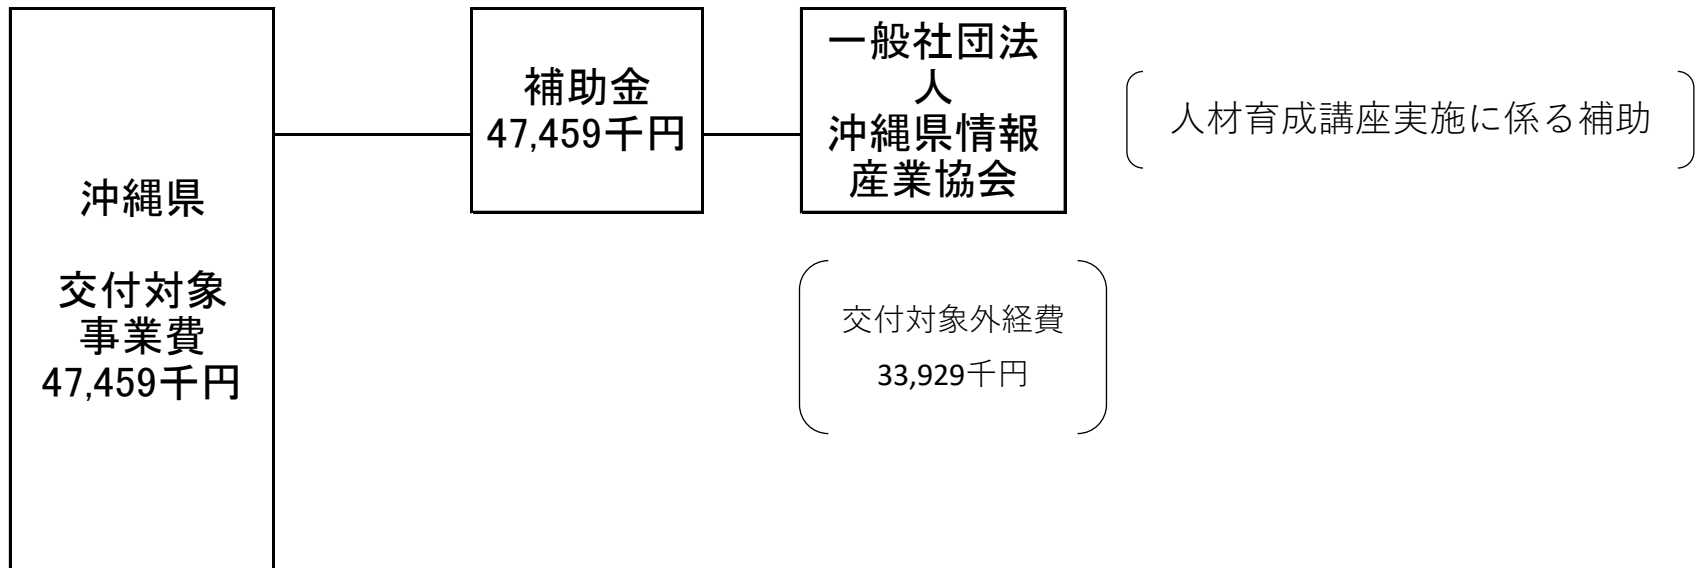 沖縄県
交付対象
事業費
47,459千円
補助金
47,459千円
一般社団法
人
沖縄県情報
産業協会
人材育成講座実施に係る補助
交付対象外経費
33,929千円